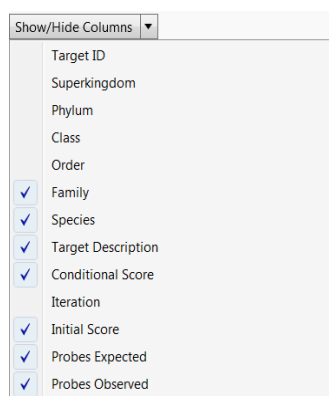 Show/Hide Columns
Target ID
Superkingdom
Phylum
Class
Order
Family
Species
Target Description
Conditional Score
Iteration
Initial Score
Probes Expected
Probes Observed